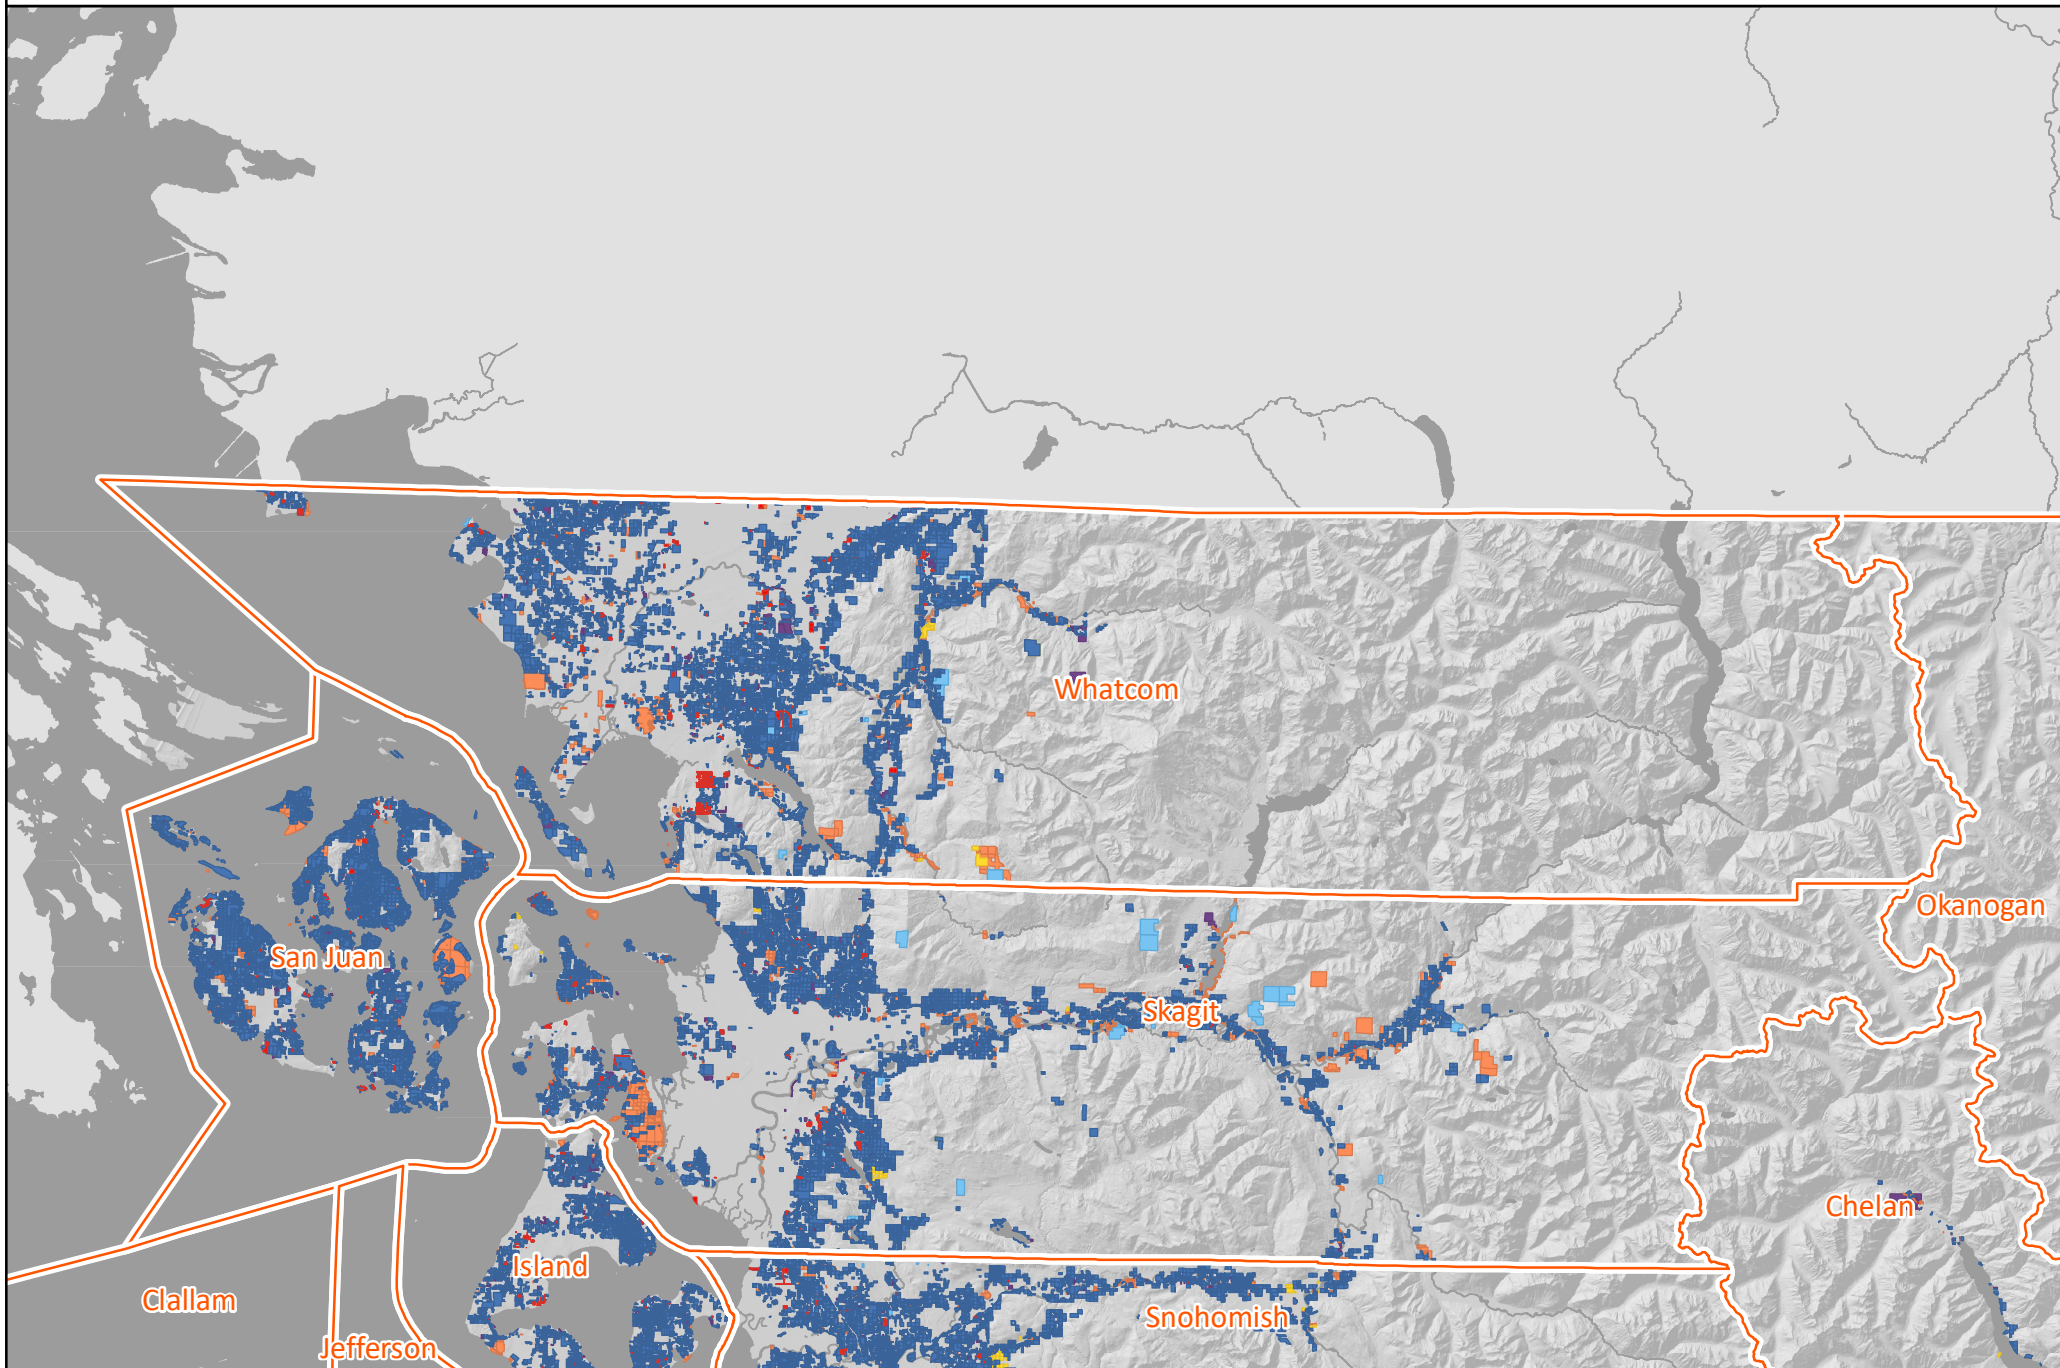 Whatcom
Okanogan
San Juan
Skagit
Chelan
Island
Clallam
Snohomish
Jefferson